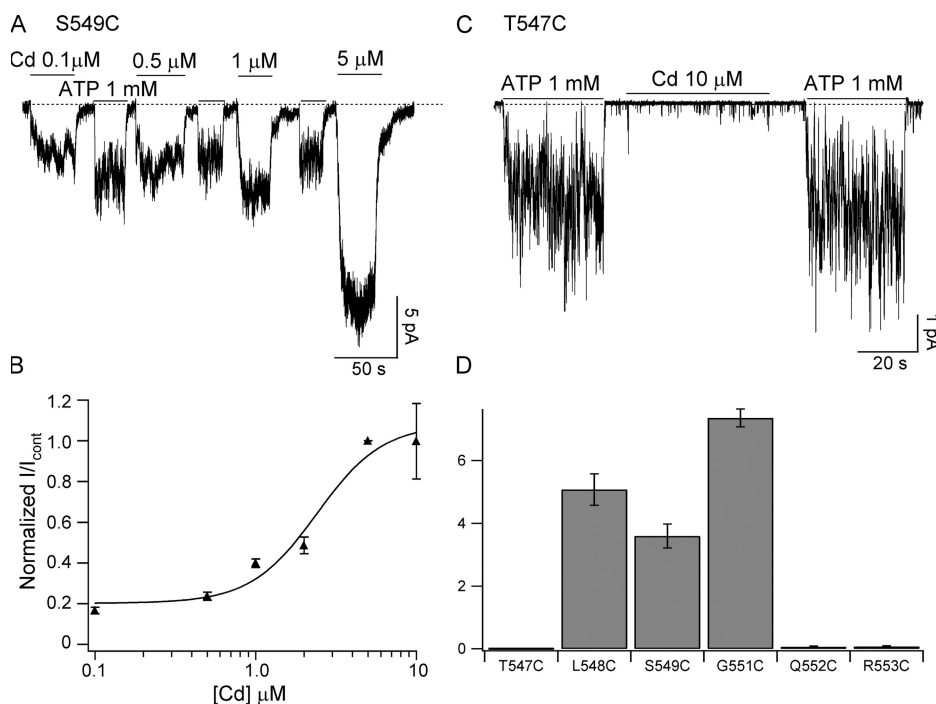 A S549C
Cd 0.1μM 0.5 μM 1 μM 5 μM
ATP 1 mM
5 pA
50 s
C T547C
ATP 1 mM Cd 10 μM ATP 1 mM
1 pA
20 s
B
Normalized I/Icont
1.2
1.0
0.8
0.6
0.4
0.2
0
0.1 1.0 10
[Cd] μM
D
6
4
2
0
T547C L548C S549C G551C Q552C R553C